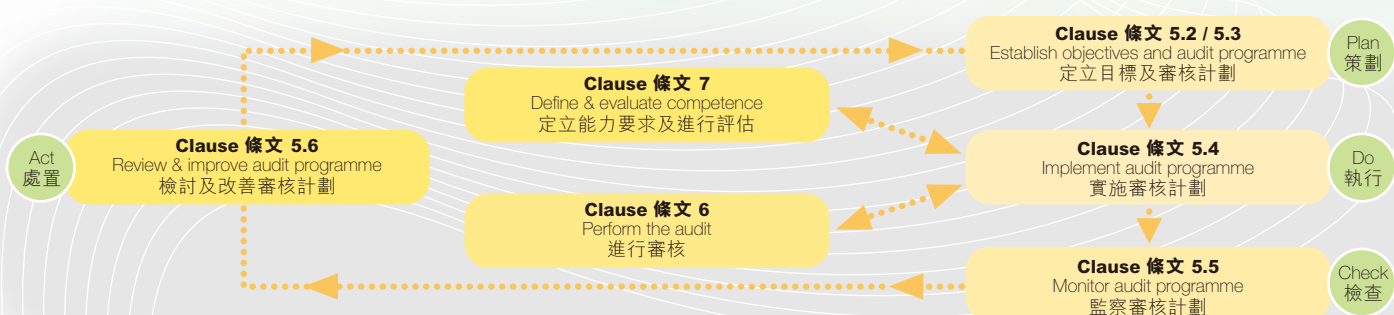 Clause 條文 5.2 / 5.3
Establish objectives and audit programme
定立目標及審核計劃
Plan
策劃
Clause 條文 7
Define & evaluate competence
定立能力要求及進行評估
Act
處置
Clause 條文 5.6
Review & improve audit programme
檢討及改善審核計劃
Clause 條文 5.4
Implement audit programme
實施審核計劃
Do
執行
Clause 條文 6
Perform the audit
進行審核
Clause 條文 5.5
Monitor audit programme
監察審核計劃
Check
檢查